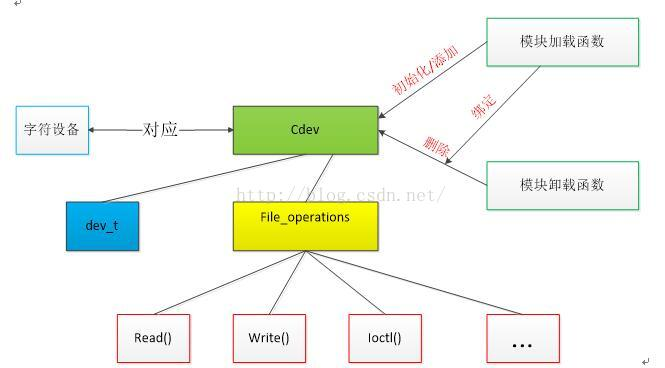 模块加载函数
初始化/添加
绑定
字符设备
对应
Cdev
删除
模块卸载函数
http://blog.csdn.net/
dev_t
File_operations
Read()
Write()
Ioctl()
...